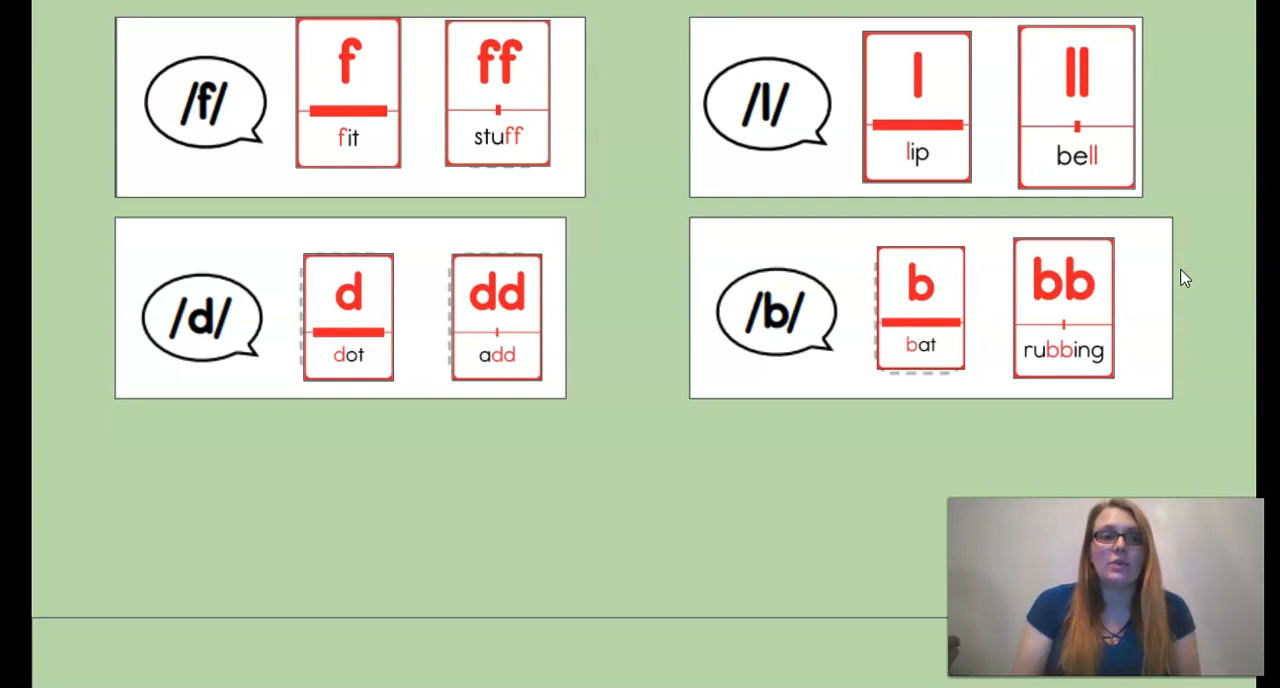 /f/
f
fit
ff
stuff
/l/
l
lip
ll
bell
/d/
d
dot
dd
add
/b/
b
bat
bb
rubbing